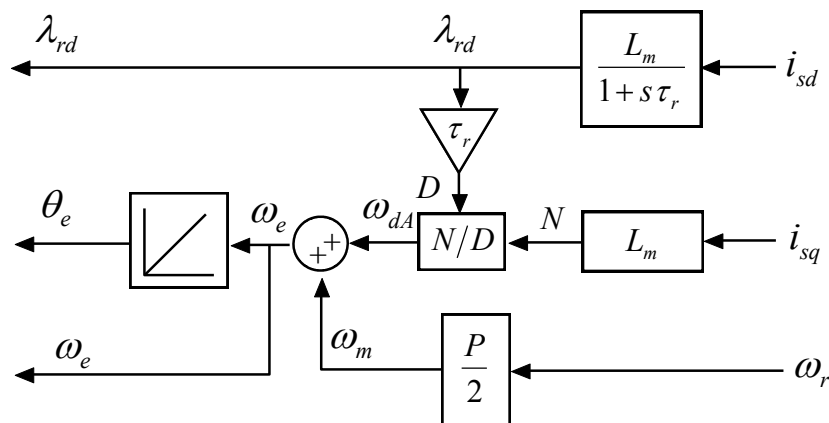 λ_rd λ_rd L_m / (1 + sτ_r) i_sd
τ_r
D
θ_e ω_e + + ω_dA N/D N L_m i_sq
ω_e ω_m P/2 ω_r